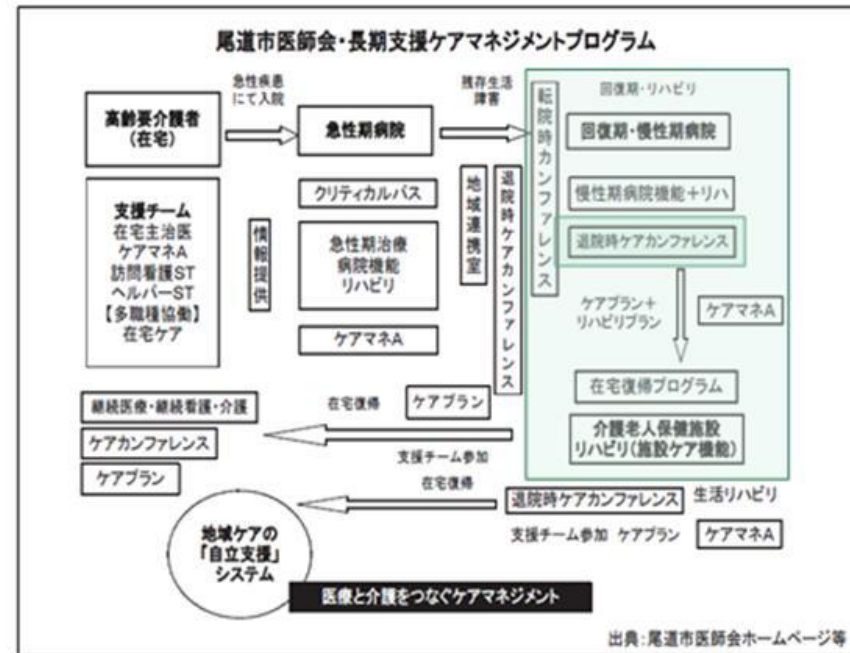 尾道市医師会・長期支援ケアマネジメントプログラム
高齢要介護者
(在宅)
急性疾患
にて入院
急性期病院
残存生活
障害
転院時カンファレンス
回復期・リハビリ
回復期・慢性期病院
慢性期病院機能+リハ
退院時ケアカンファレンス
支援チーム
在宅主治医
ケアマネA
訪問看護ST
ヘルパーST
【多職種協働】
在宅ケア
情報提供
クリティカルパス
急性期治療
病院機能
リハビリ
ケアマネA
地域連携室
退院時ケアカンファレンス
ケアプラン+
リハビリプラン
ケアマネA
在宅復帰プログラム
介護老人保健施設
リハビリ(施設ケア機能)
継続医療・継続看護・介護
ケアカンファレンス
ケアプラン
在宅復帰
ケアプラン
支援チーム参加
在宅復帰
退院時ケアカンファレンス
生活リハビリ
支援チーム参加 ケアプラン
ケアマネA
地域ケアの
「自立支援」
システム
医療と介護をつなぐケアマネジメント
出典:尾道市医師会ホームページ等